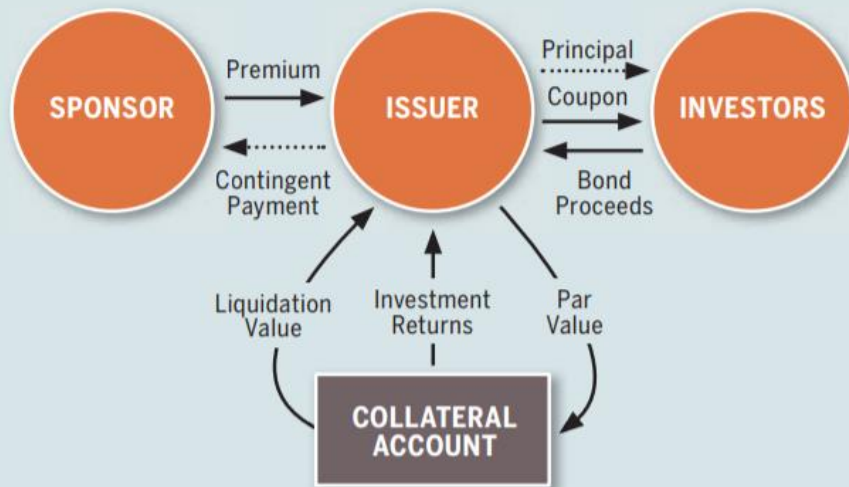 Premium
Principal
SPONSOR
ISSUER
Coupon
INVESTORS
Contingent
Payment
Bond
Proceeds
Liquidation
Value
Investment
Returns
Par
Value
COLLATERAL
ACCOUNT